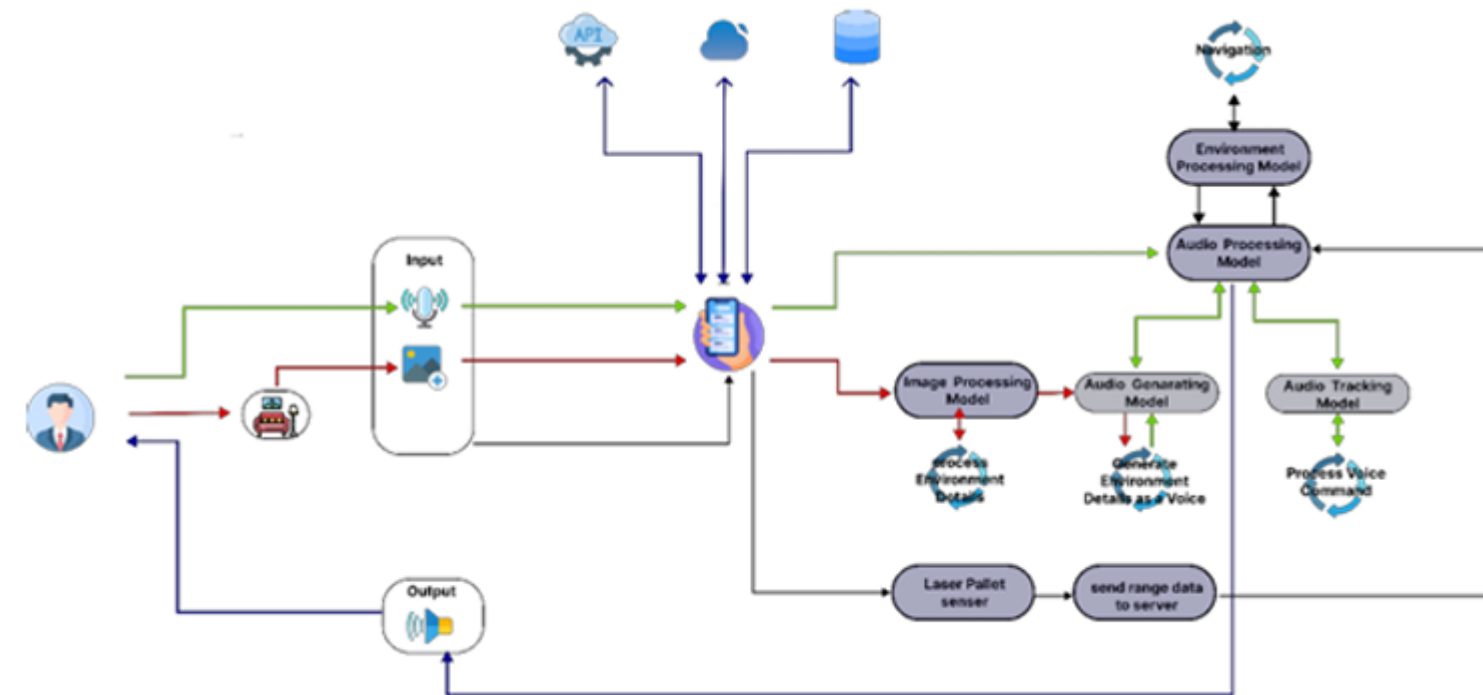 API
Navigation
Environment
Processing Model
Input
Audio Processing
Model
Image Processing
Model
Audio Genarating
Model
Audio Tracking
Model
Process
Environment
Details
Generate
Environment
Details as a Voice
Process Voice
Command
Output
Laser Pallet
senser
send range data
to server